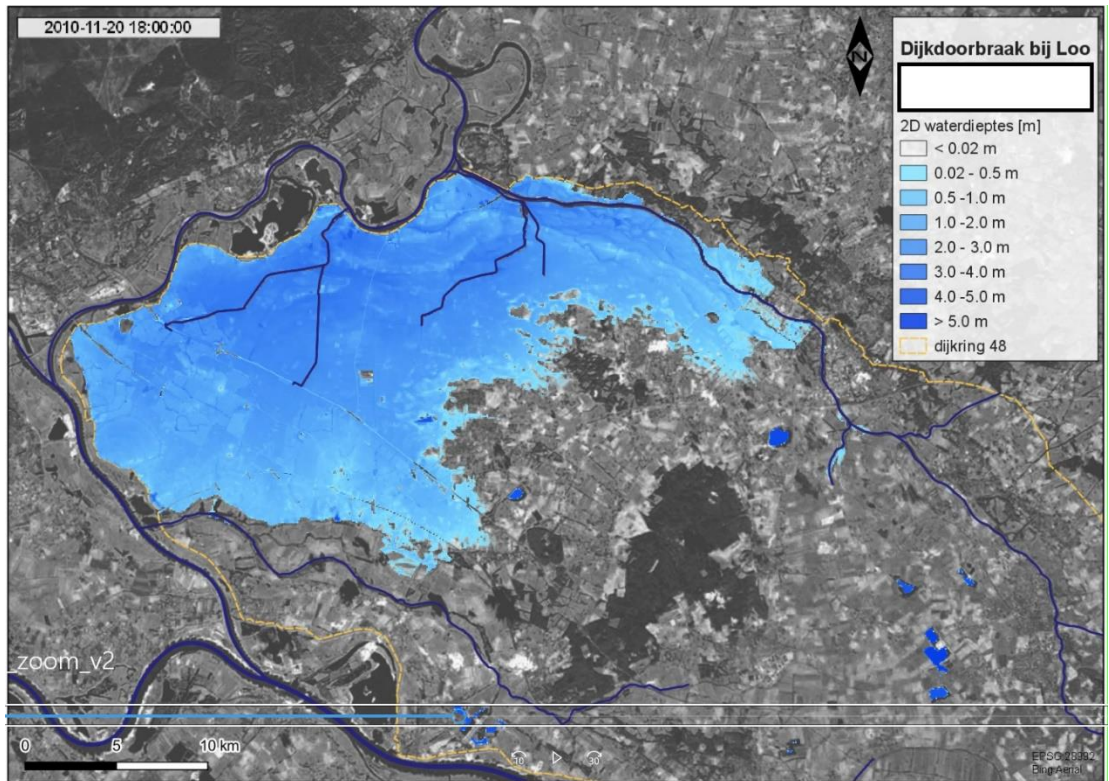 2010-11-20 18:00:00
N
Dijkdoorbraak bij Loo
2D waterdieptes [m]
< 0.02 m
0.02 - 0.5 m
0.5 -1.0 m
1.0 -2.0 m
2.0 - 3.0 m
3.0 -4.0 m
4.0 -5.0 m
> 5.0 m
dijkring 48
_zoom_v2
0 5 10 km
10 30
Bing Aerial